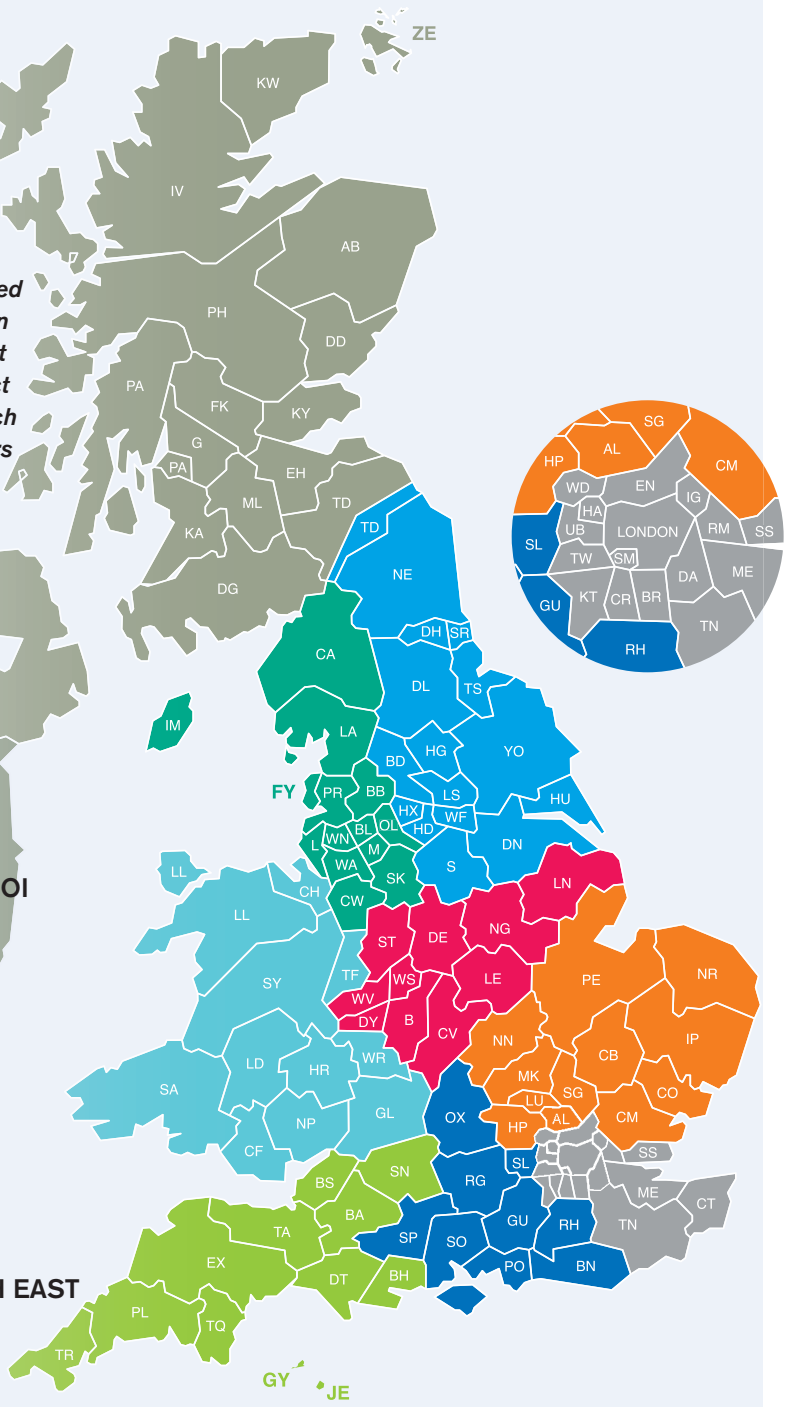 ZE
KW
IV
AB
ed
n
PH
t
DD
st
PA
ch
FK
KY
rs
G
PA
EH
ML
TD
KA
TD
DG
NE
SG
AL
HP
CM
WD
EN
IG
HA
UB
LONDON
RM
SS
SL
TW
SM
ME
DA
GU
KT
CR
BR
TN
RH
DH
SR
CA
DL
TS
IM
LA
HG
YO
BD
FY
PR
BB
LS
HU
HX
WF
BL
OL
HD
WN
L
M
DN
WA
S
SK
LL
CH
LN
OI
CW
LL
ST
DE
NG
TF
WS
LE
PE
NR
SY
WV
DY
B
CV
NN
IP
CB
WR
LD
HR
MK
SG
CO
SA
LU
GL
OX
AL
CM
NP
HP
CF
SS
SL
SN
BS
RG
ME
CT
BA
GU
RH
TN
TA
SP
SO
EX
PO
BN
DT
BH
I EAST
PL
TQ
TR
GY
JE